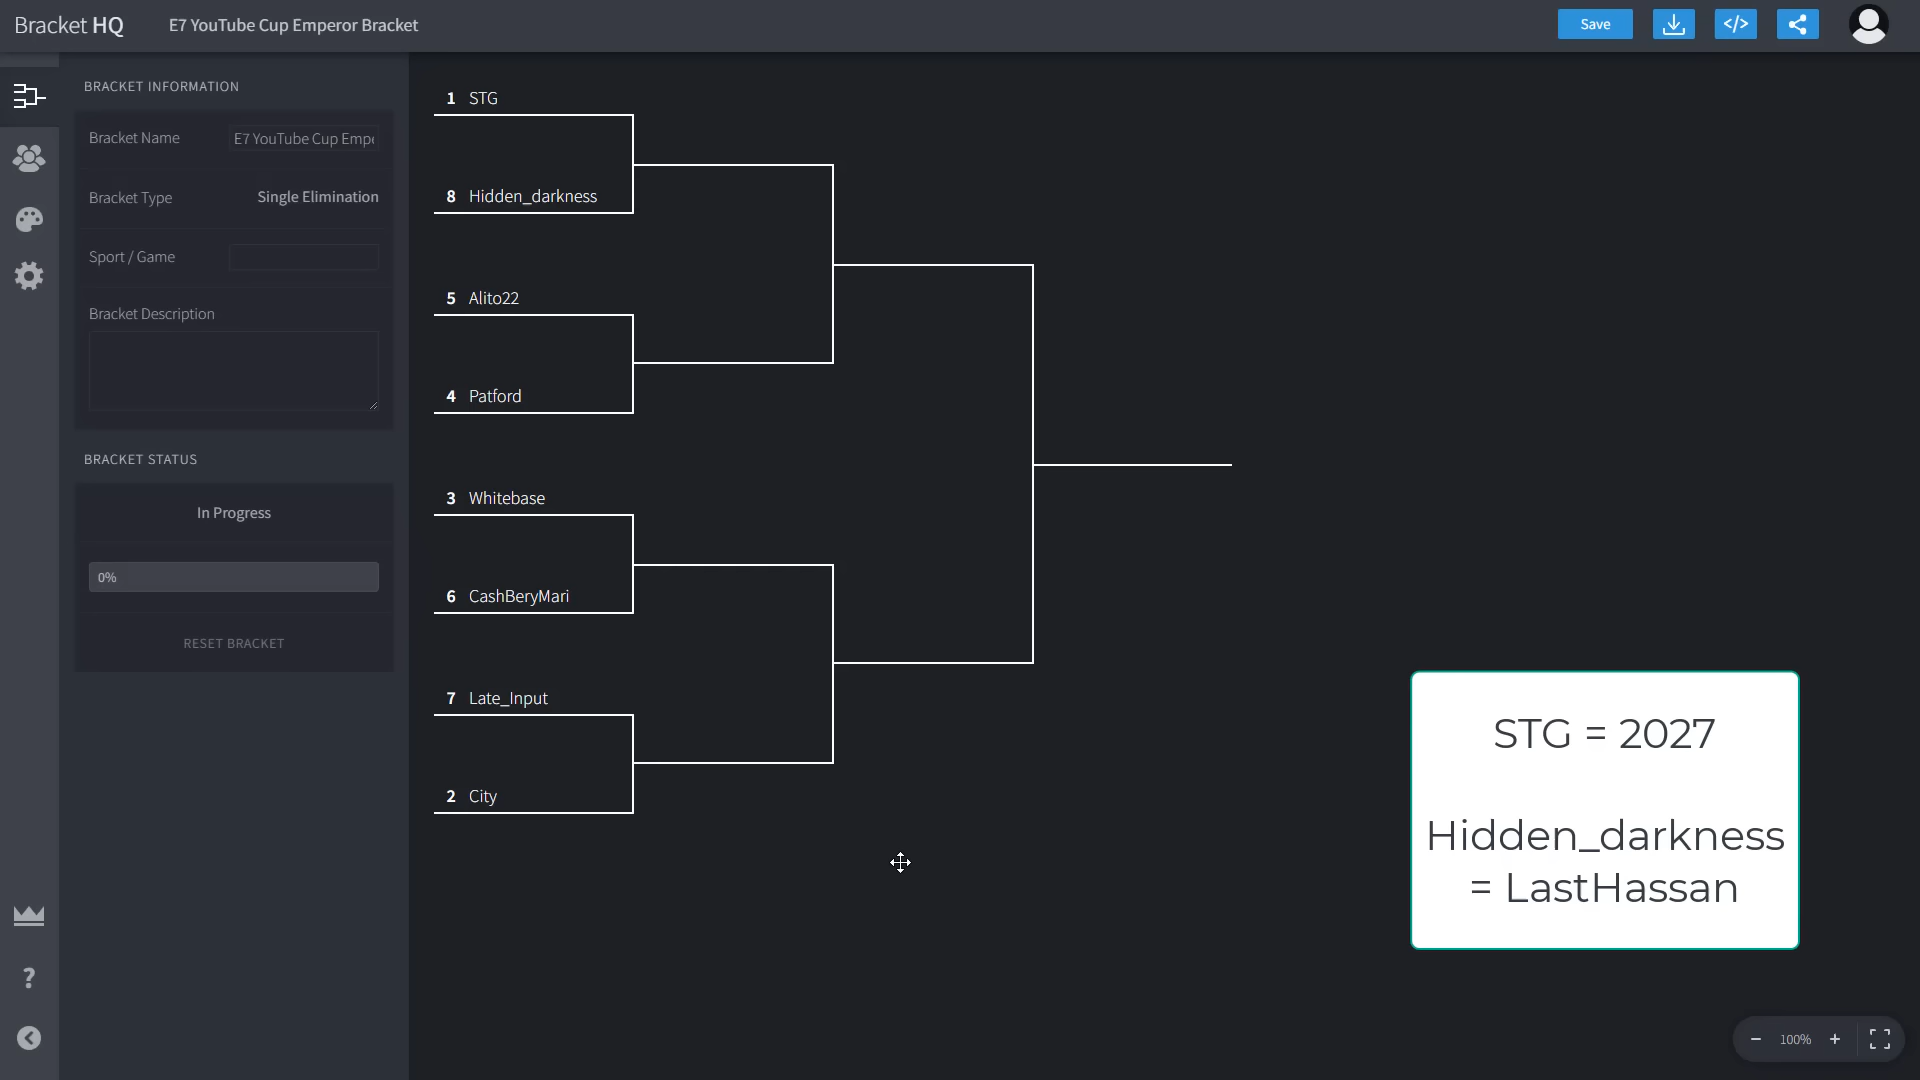 Bracket HQ
E7 YouTube Cup Emperor Bracket
Save
BRACKET INFORMATION
Bracket Name
E7 YouTube Cup Empe
Bracket Type
Single Elimination
Sport / Game
Bracket Description
BRACKET STATUS
In Progress
0%
RESET BRACKET
1 STG
8 Hidden_darkness
5 Alito22
4 Patford
3 Whitebase
6 CashBeryMari
7 Late_Input
2 City
STG = 2027
Hidden_darkness
= LastHassan
− 100% +